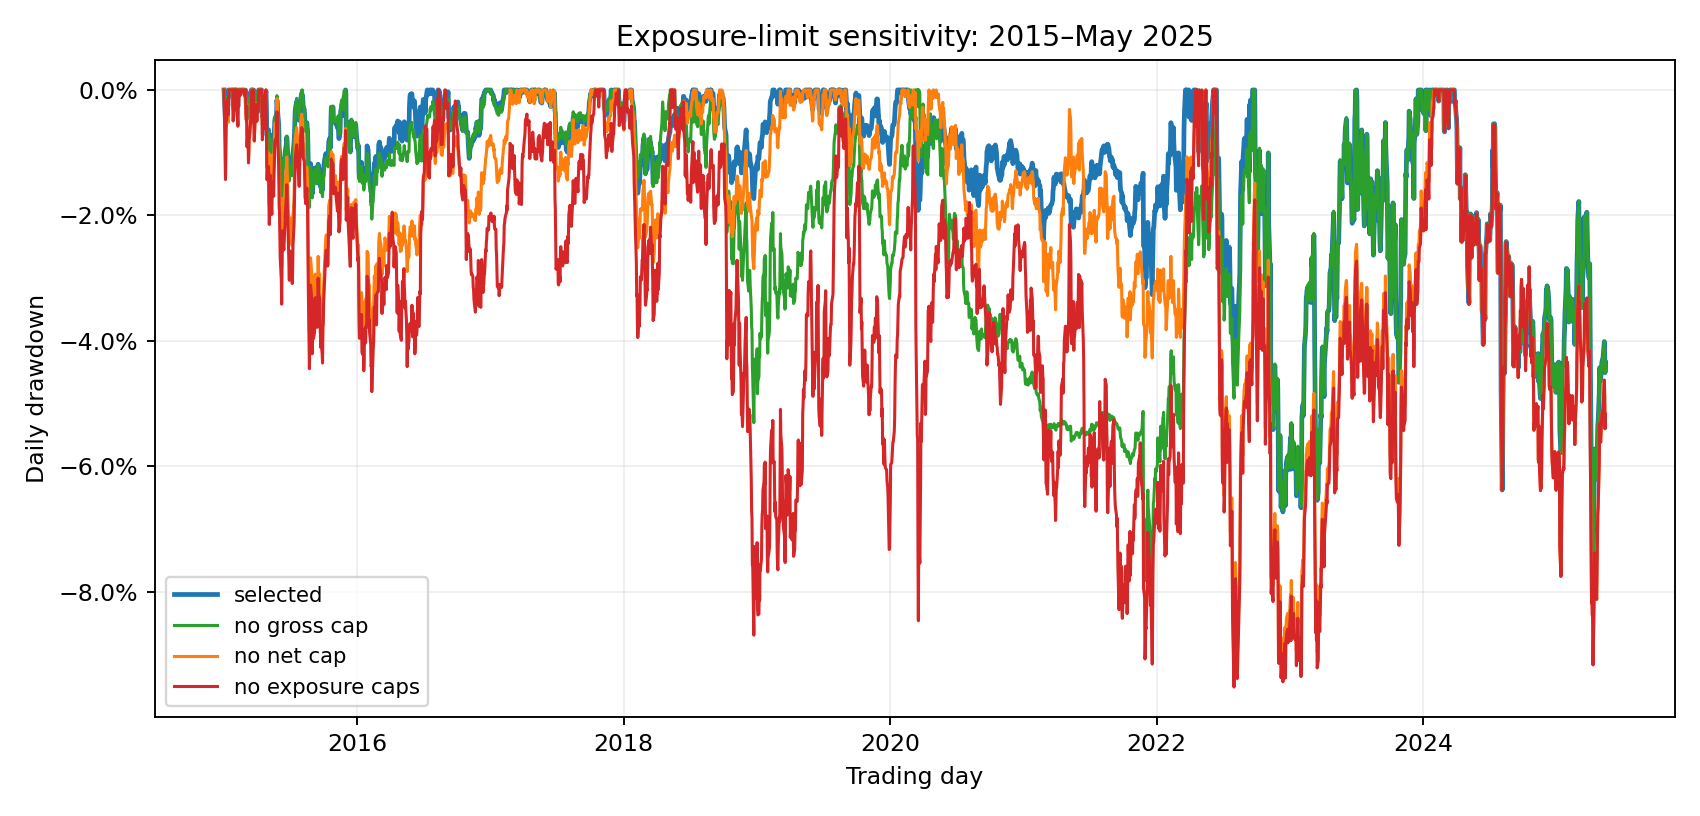 Exposure-limit sensitivity: 2015–May 2025
Daily drawdown
0.0%
−2.0%
−4.0%
−6.0%
−8.0%
selected
no gross cap
no net cap
no exposure caps
2016
2018
2020
2022
2024
Trading day